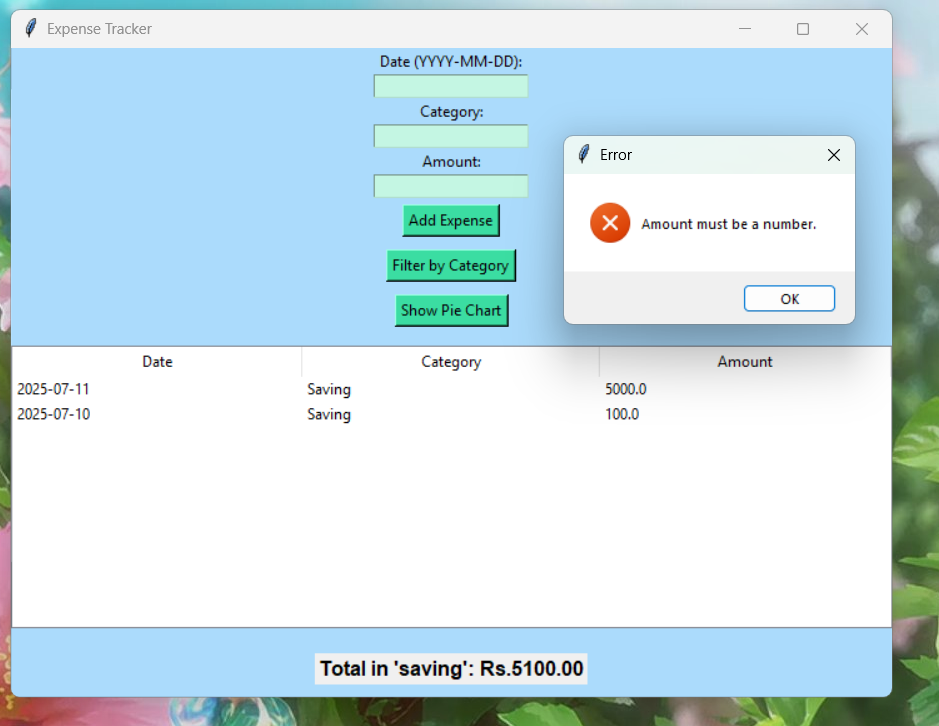 Expense Tracker
Date (YYYY-MM-DD):
Category:
Amount:
Add Expense
Filter by Category
Show Pie Chart
Error
Amount must be a number.
OK
Date Category Amount
2025-07-11 Saving 5000.0
2025-07-10 Saving 100.0
Total in 'saving': Rs.5100.00